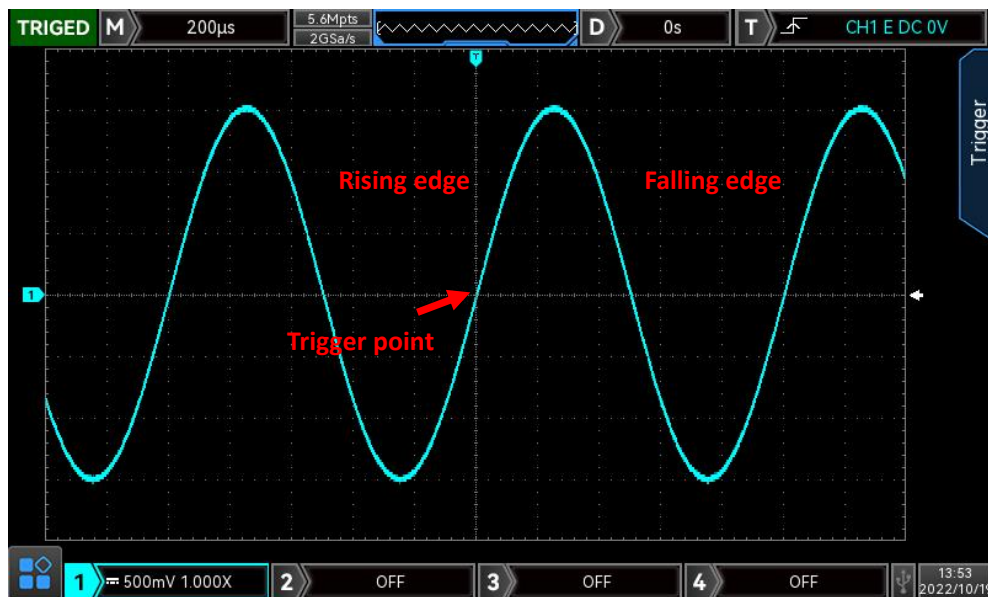 TRIGED M 200μs 5.6Mpts D 0s T CH1 E DC 0V
2GSa/s
T
Trigger
Rising edge Falling edge
1
Trigger point
1 500mV 1.000X 2 OFF 3 OFF 4 OFF 13:53
2022/10/19